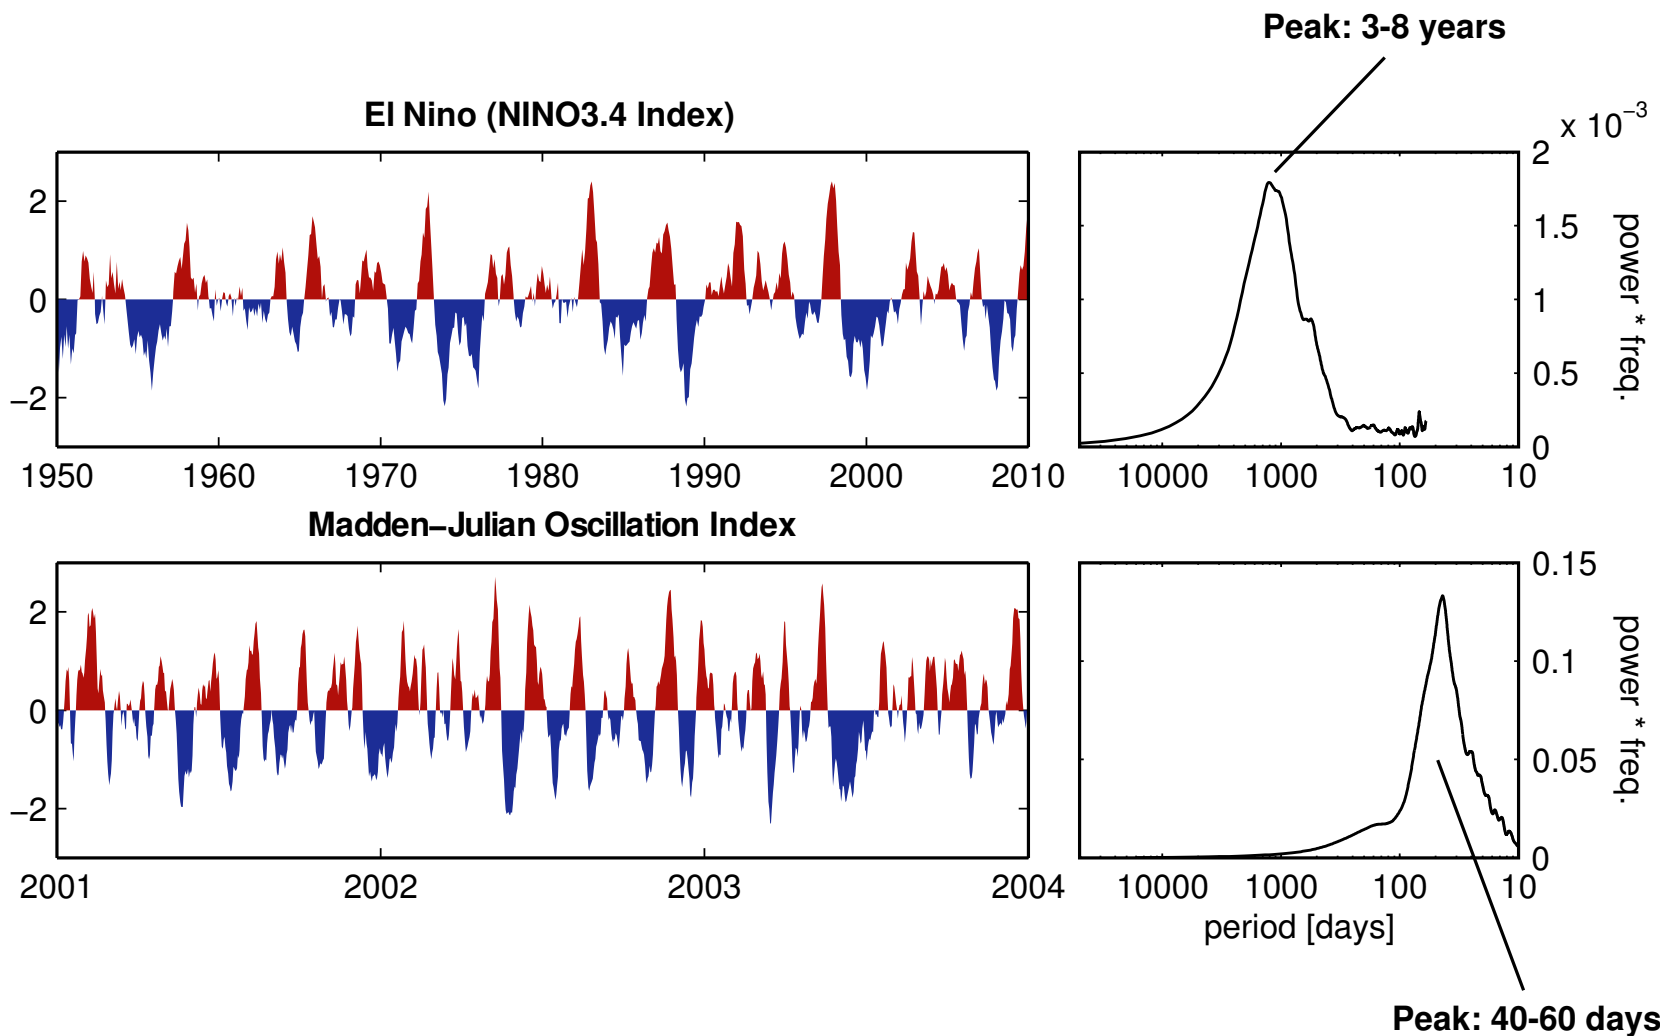 Peak: 3-8 years
El Nino (NINO3.4 Index)
x 10⁻³
2
0
−2
1950 1960 1970 1980 1990 2000 2010
2
1.5
1
0.5
0
power * freq.
10000 1000 100 10
Madden−Julian Oscillation Index
2
0
−2
2001 2002 2003 2004
0.15
0.1
0.05
0
power * freq.
10000 1000 100 10
period [days]
Peak: 40-60 days